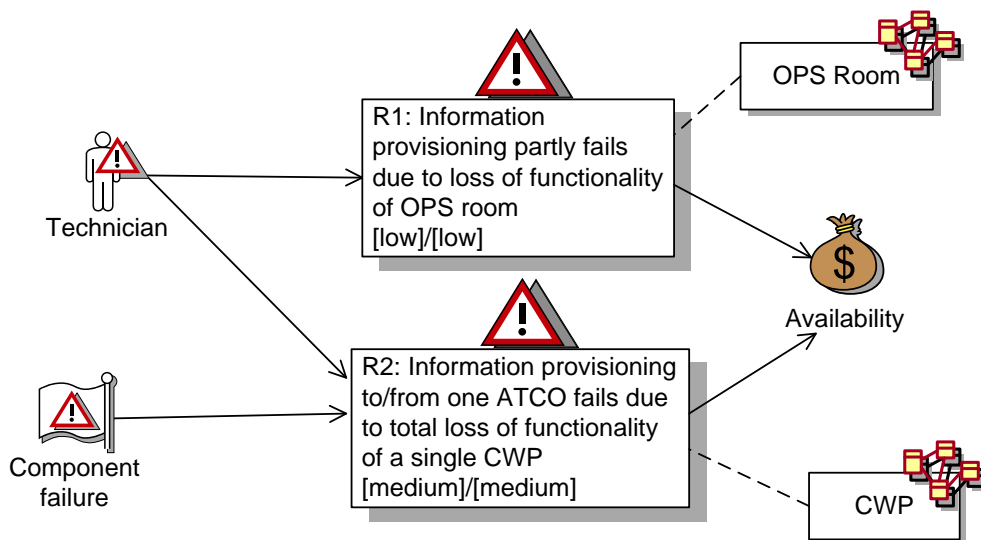 OPS Room
R1: Information
provisioning partly fails
due to loss of functionality
of OPS room
[low]/[low]
Technician
$
Availability
R2: Information provisioning
to/from one ATCO fails due
to total loss of functionality
of a single CWP
[medium]/[medium]
Component
failure
CWP